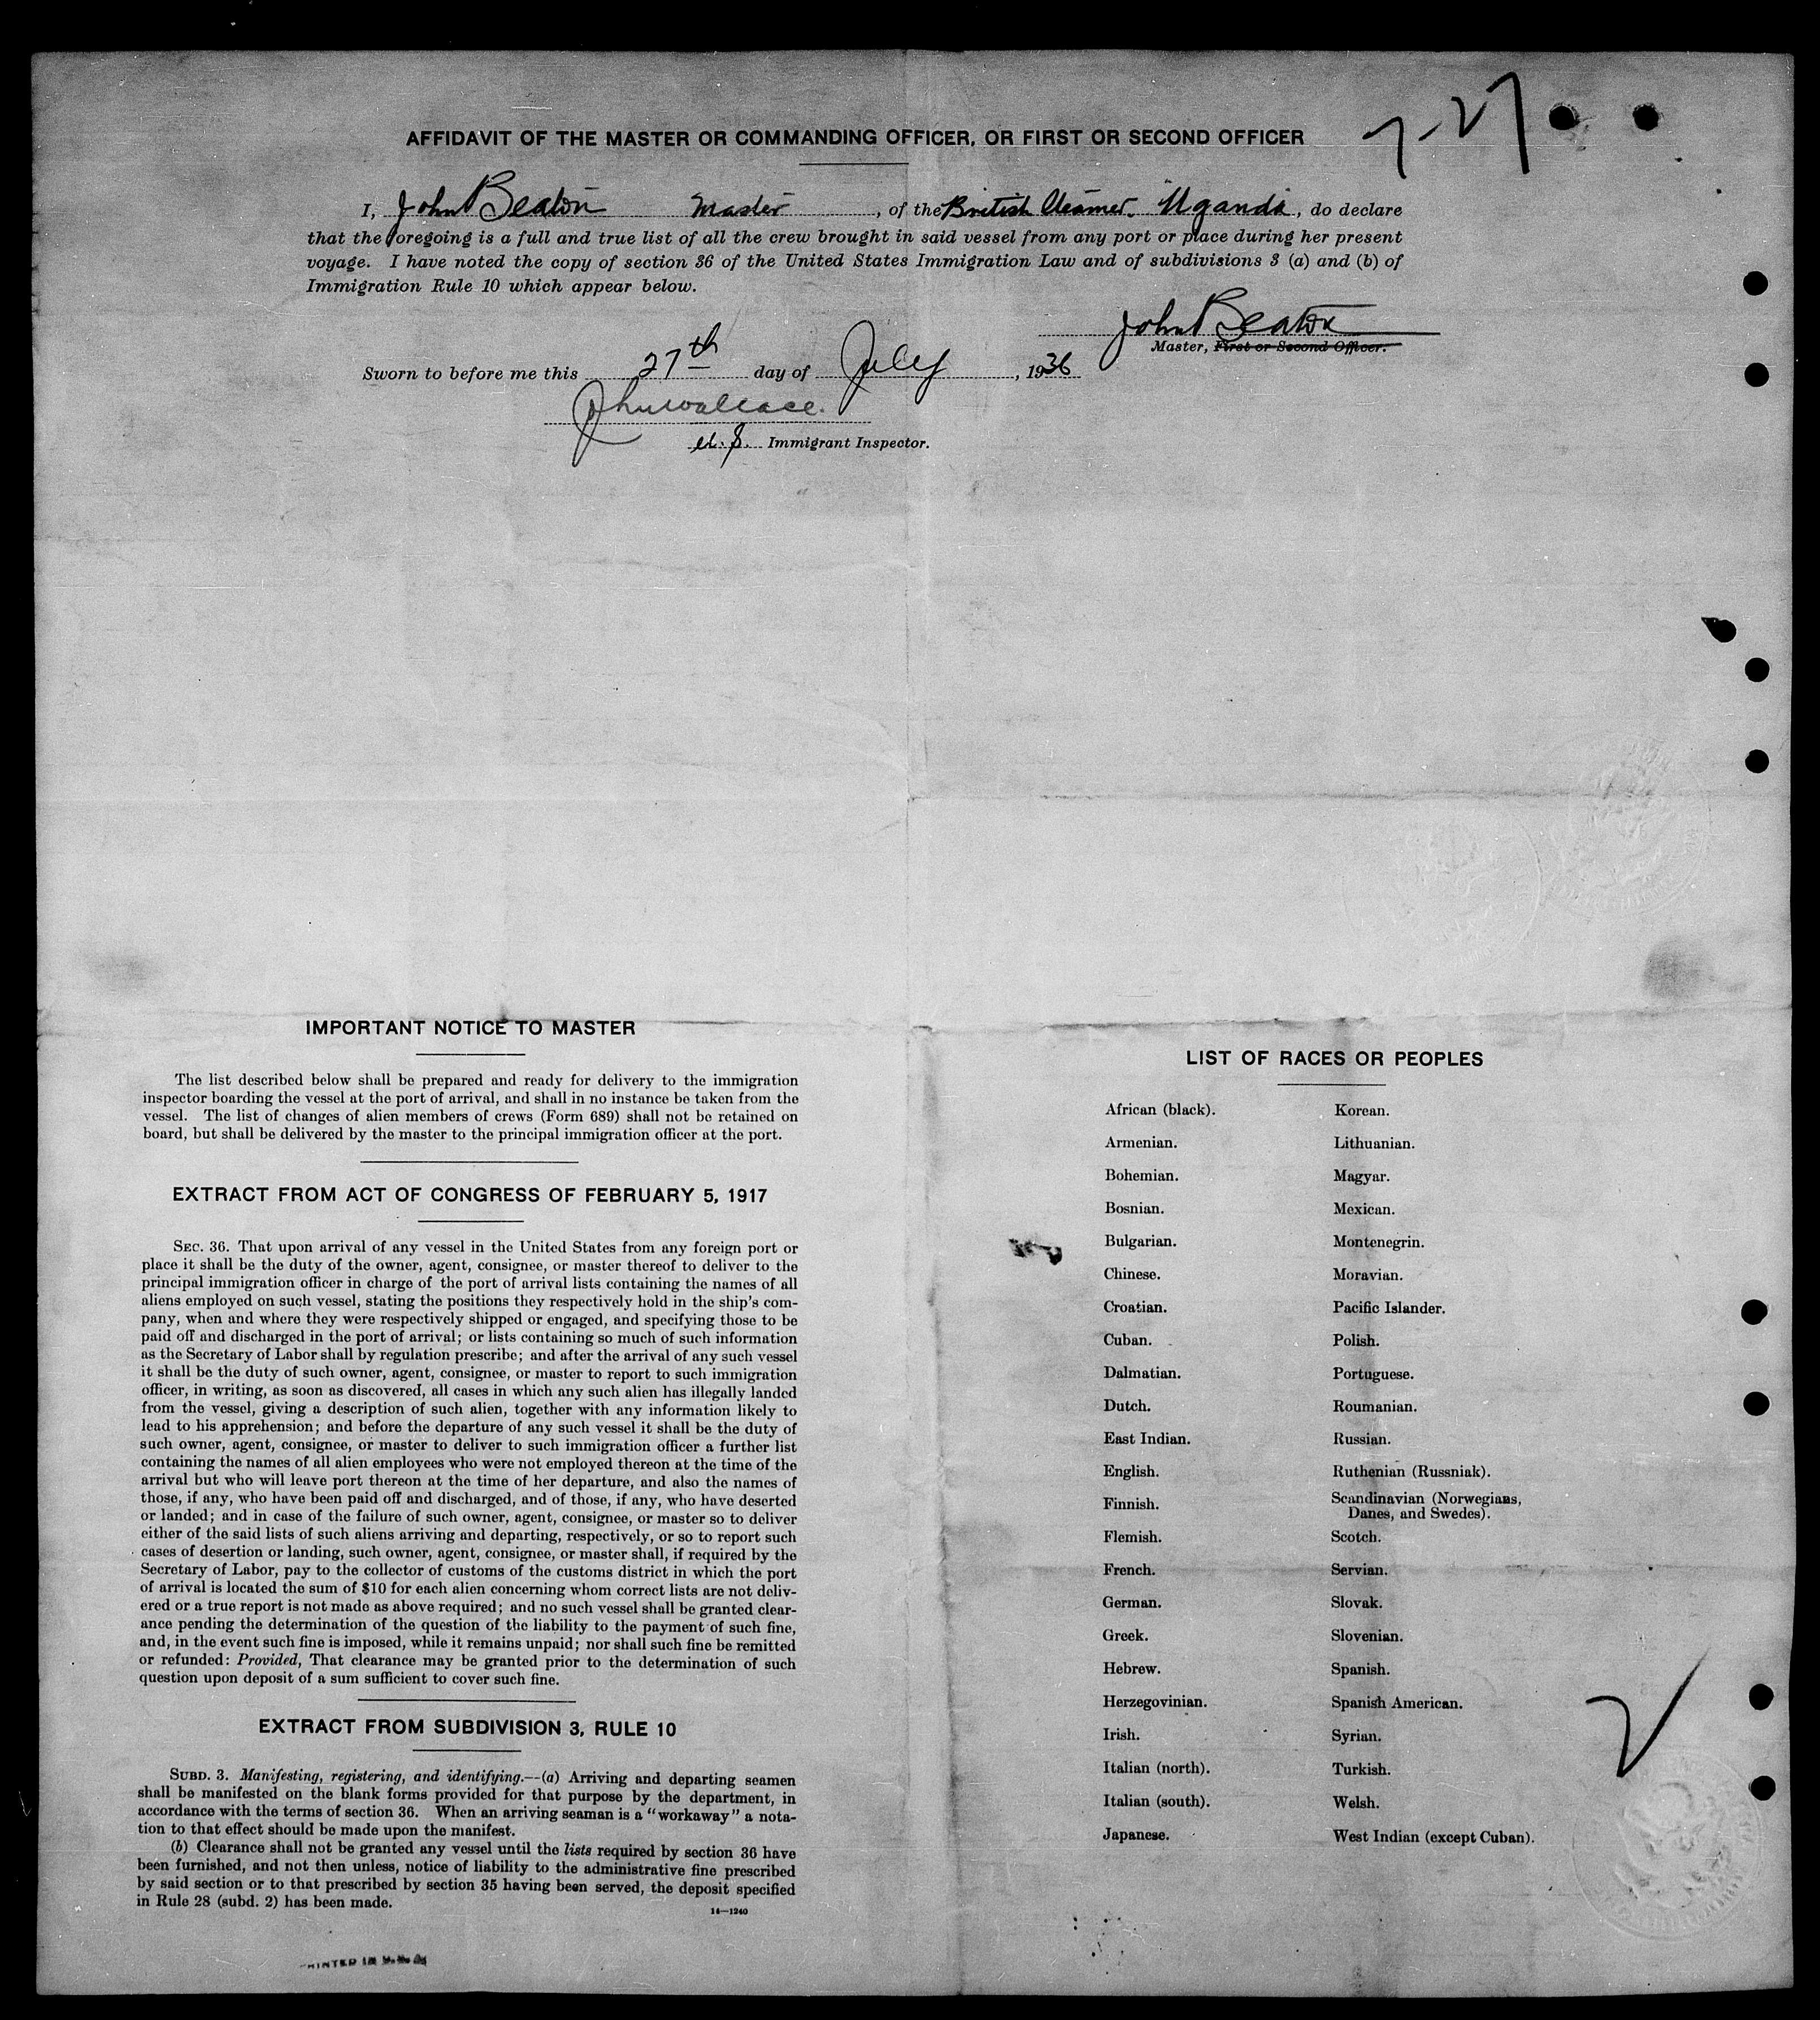 7-27
AFFIDAVIT OF THE MASTER OR COMMANDING OFFICER, OR FIRST OR SECOND OFFICER
I, John Beaton Master, of the British Steamer Uganda, do declare
that the foregoing is a full and true list of all the crew brought in said vessel from any port or place during her present
voyage. I have noted the copy of section 36 of the United States Immigration Law and of subdivisions 3 (a) and (b) of
Immigration Rule 10 which appear below.
John Beaton
Master, First or Second Officer.
Sworn to before me this 27th day of July, 1936
Jhn Wallace.
U.S. Immigrant Inspector.
IMPORTANT NOTICE TO MASTER
The list described below shall be prepared and ready for delivery to the immigration
inspector boarding the vessel at the port of arrival, and shall in no instance be taken from the
vessel. The list of changes of alien members of crews (Form 689) shall not be retained on
board, but shall be delivered by the master to the principal immigration officer at the port.
EXTRACT FROM ACT OF CONGRESS OF FEBRUARY 5, 1917
SEC. 36. That upon arrival of any vessel in the United States from any foreign port or
place it shall be the duty of the owner, agent, consignee, or master thereof to deliver to the
principal immigration officer in charge of the port of arrival lists containing the names of all
aliens employed on such vessel, stating the positions they respectively hold in the ship's com-
pany, when and where they were respectively shipped or engaged, and specifying those to be
paid off and discharged in the port of arrival; or lists containing so much of such information
as the Secretary of Labor shall by regulation prescribe; and after the arrival of any such vessel
it shall be the duty of such owner, agent, consignee, or master to report to such immigration
officer, in writing, as soon as discovered, all cases in which any such alien has illegally landed
from the vessel, giving a description of such alien, together with any information likely to
lead to his apprehension; and before the departure of any such vessel it shall be the duty of
such owner, agent, consignee, or master to deliver to such immigration officer a further list
containing the names of all alien employees who were not employed thereon at the time of the
arrival but who will leave port thereon at the time of her departure, and also the names of
those, if any, who have been paid off and discharged, and of those, if any, who have deserted
or landed; and in case of the failure of such owner, agent, consignee, or master so to deliver
either of the said lists of such aliens arriving and departing, respectively, or so to report such
cases of desertion or landing, such owner, agent, consignee, or master shall, if required by the
Secretary of Labor, pay to the collector of customs of the customs district in which the port
of arrival is located the sum of $10 for each alien concerning whom correct lists are not deliv-
ered or a true report is not made as above required; and no such vessel shall be granted clear-
ance pending the determination of the question of the liability to the payment of such fine,
and, in the event such fine is imposed, while it remains unpaid; nor shall such fine be remitted
or refunded: Provided, That clearance may be granted prior to the determination of such
question upon deposit of a sum sufficient to cover such fine.
EXTRACT FROM SUBDIVISION 3, RULE 10
SUBD. 3. Manifesting, registering, and identifying.--(a) Arriving and departing seamen
shall be manifested on the blank forms provided for that purpose by the department, in
accordance with the terms of section 36. When an arriving seaman is a "workaway" a nota-
tion to that effect should be made upon the manifest.
(b) Clearance shall not be granted any vessel until the lists required by section 36 have
been furnished, and not then unless, notice of liability to the administrative fine prescribed
by said section or to that prescribed by section 35 having been served, the deposit specified
in Rule 28 (subd. 2) has been made.
14—1240
PRINTED IN U.S.A.
LIST OF RACES OR PEOPLES
African (black).
Armenian.
Bohemian.
Bosnian.
Bulgarian.
Chinese.
Croatian.
Cuban.
Dalmatian.
Dutch.
East Indian.
English.
Finnish.
Flemish.
French.
German.
Greek.
Hebrew.
Herzegovinian.
Irish.
Italian (north).
Italian (south).
Japanese.
Korean.
Lithuanian.
Magyar.
Mexican.
Montenegrin.
Moravian.
Pacific Islander.
Polish.
Portuguese.
Roumanian.
Russian.
Ruthenian (Russniak).
Scandinavian (Norwegians,
Danes, and Swedes).
Scotch.
Servian.
Slovak.
Slovenian.
Spanish.
Spanish American.
Syrian.
Turkish.
Welsh.
West Indian (except Cuban).